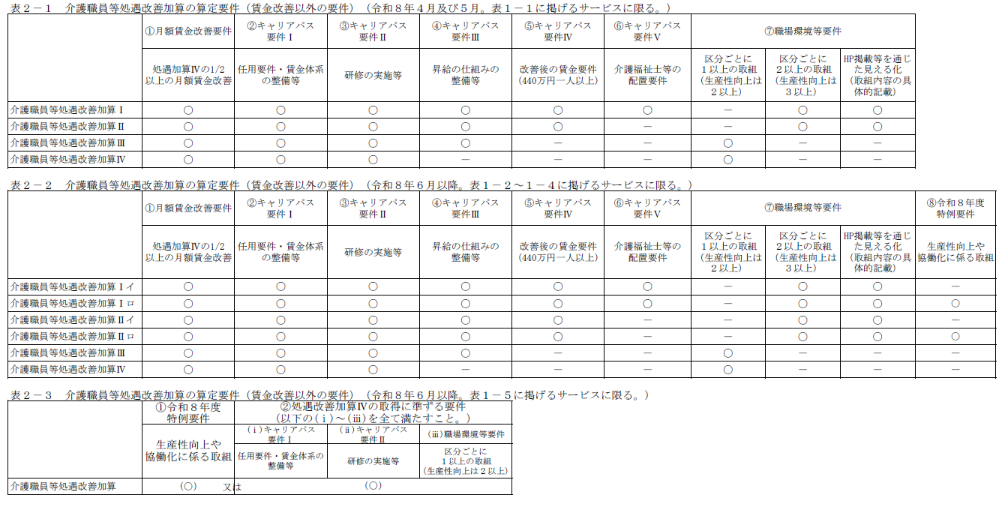 表２－１　介護職員等処遇改善加算の算定要件（賃金改善以外の要件）（令和８年４月及び５月。表１－１に掲げるサービスに限る。）
①月額賃金改善要件
②キャリアパス
要件Ⅰ
③キャリアパス
要件Ⅱ
④キャリアパス
要件Ⅲ
⑤キャリアパス
要件Ⅳ
⑥キャリアパス
要件Ⅴ
⑦職場環境等要件
処遇加算Ⅳの1/2
以上の月額賃金改善
任用要件・賃金体系
の整備等
研修の実施等
昇給の仕組みの
整備等
改善後の賃金要件
（440万円一人以上）
介護福祉士等の
配置要件
区分ごとに
１以上の取組
（生産性向上は
２以上）
区分ごとに
２以上の取組
（生産性向上は
３以上）
HP掲載等を通じ
た見える化
（取組内容の具
体的記載）
介護職員等処遇改善加算Ⅰ ○ ○ ○ ○ ○ ○ － ○ ○
介護職員等処遇改善加算Ⅱ ○ ○ ○ ○ ○ － － ○ ○
介護職員等処遇改善加算Ⅲ ○ ○ ○ ○ － － ○ － －
介護職員等処遇改善加算Ⅳ ○ ○ ○ － － － ○ － －
表２－２　介護職員等処遇改善加算の算定要件（賃金改善以外の要件）（令和８年６月以降。表１－２～１－４に掲げるサービスに限る。）
①月額賃金改善要件
②キャリアパス
要件Ⅰ
③キャリアパス
要件Ⅱ
④キャリアパス
要件Ⅲ
⑤キャリアパス
要件Ⅳ
⑥キャリアパス
要件Ⅴ
⑦職場環境等要件
⑧令和８年度
特例要件
処遇加算Ⅳの1/2
以上の月額賃金改善
任用要件・賃金体系
の整備等
研修の実施等
昇給の仕組みの
整備等
改善後の賃金要件
（440万円一人以上）
介護福祉士等の
配置要件
区分ごとに
１以上の取組
（生産性向上は
２以上）
区分ごとに
２以上の取組
（生産性向上は
３以上）
HP掲載等を通じ
た見える化
（取組内容の具
体的記載）
生産性向上や
協働化に係る取組
介護職員等処遇改善加算Ⅰイ ○ ○ ○ ○ ○ ○ － ○ ○ －
介護職員等処遇改善加算Ⅰロ ○ ○ ○ ○ ○ ○ － ○ ○ ○
介護職員等処遇改善加算Ⅱイ ○ ○ ○ ○ ○ － － ○ ○ －
介護職員等処遇改善加算Ⅱロ ○ ○ ○ ○ ○ － － ○ ○ ○
介護職員等処遇改善加算Ⅲ ○ ○ ○ ○ － － ○ － － －
介護職員等処遇改善加算Ⅳ ○ ○ ○ － － － ○ － － －
表２－３　介護職員等処遇改善加算の算定要件（賃金改善以外の要件）（令和８年６月以降。表１－５に掲げるサービスに限る。）
①令和８年度
特例要件
②処遇改善加算Ⅳの取得に準ずる要件
（以下の(ⅰ)～(ⅲ)を全て満たすこと。）
生産性向上や
協働化に係る取組
(ⅰ)キャリアパス
要件Ⅰ
(ⅱ)キャリアパス
要件Ⅱ
(ⅲ)職場環境等要件
任用要件・賃金体系の
整備等
研修の実施等
区分ごとに
１以上の取組
（生産性向上は２以上）
介護職員等処遇改善加算 （○） 又は （○）